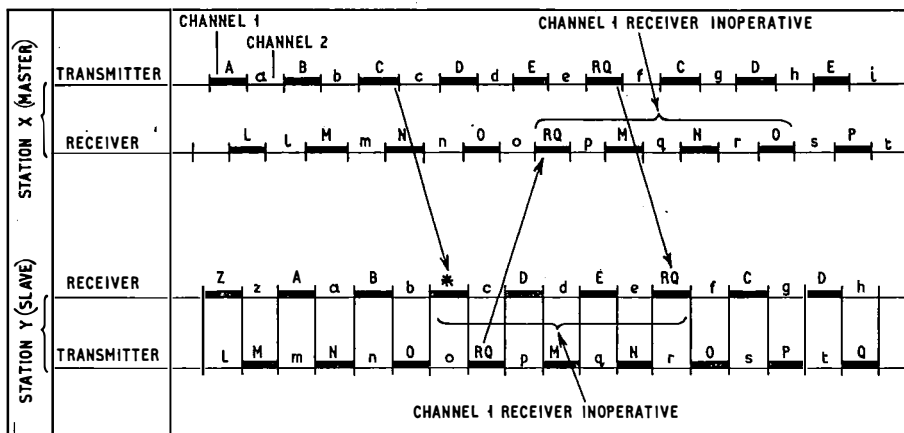 CHANNEL 1
CHANNEL 2
CHANNEL 1 RECEIVER INOPERATIVE
STATION X (MASTER)
TRANSMITTER
A a B b C c D d E e RQ f C g D h E i
RECEIVER
L l M m N n O o RQ p M q N r O s P t
STATION Y (SLAVE)
RECEIVER
Z z A a B b * c D d E e RQ f C g D h
TRANSMITTER
l M m N n O o RQ p M q N r O s P t Q
CHANNEL 1 RECEIVER INOPERATIVE